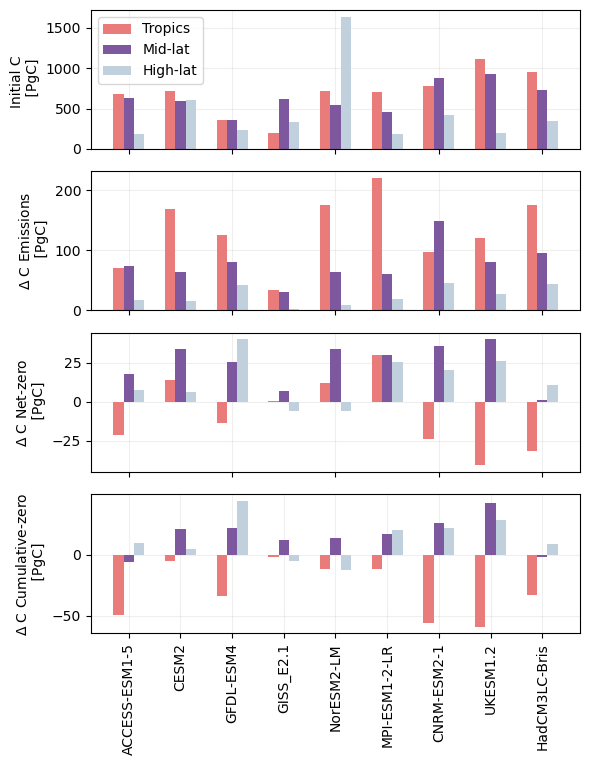 Initial C
[PgC]
1500
1000
500
0
Tropics
Mid-lat
High-lat
Δ C Emissions
[PgC]
200
100
0
Δ C Net-zero
[PgC]
25
0
−25
Δ C Cumulative-zero
[PgC]
0
−50
ACCESS-ESM1-5
CESM2
GFDL-ESM4
GISS_E2.1
NorESM2-LM
MPI-ESM1-2-LR
CNRM-ESM2-1
UKESM1.2
HadCM3LC-Bris